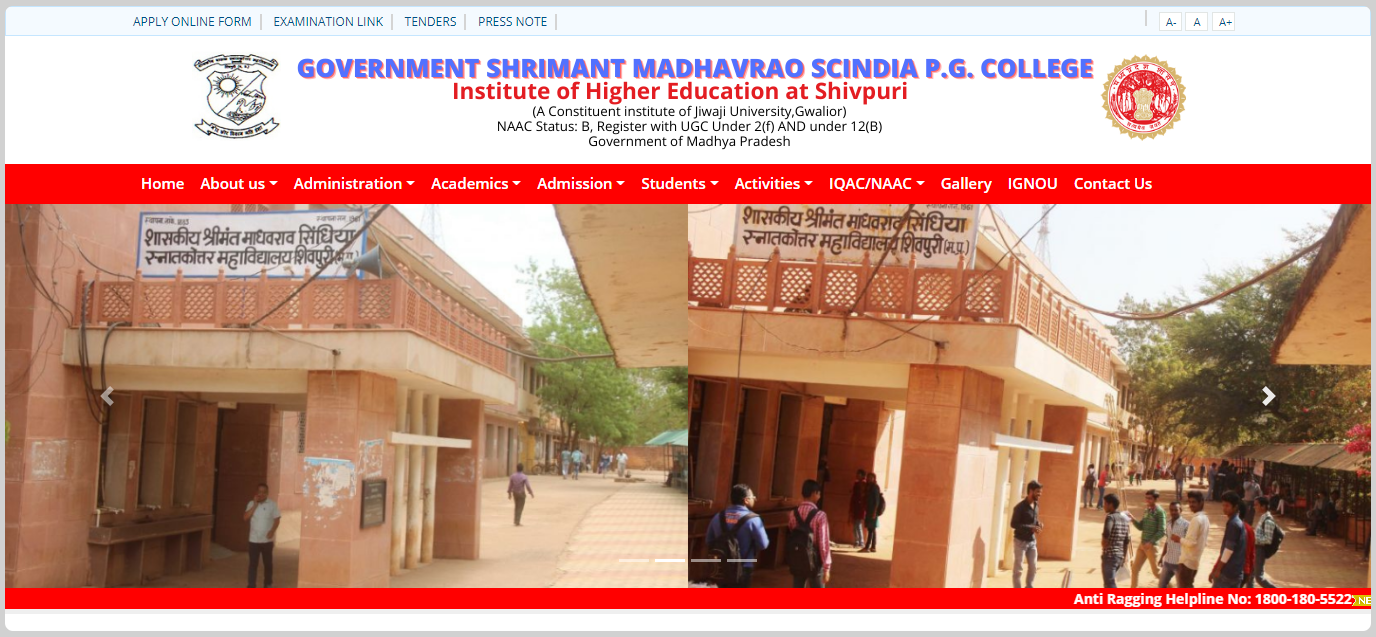 APPLY ONLINE FORM
EXAMINATION LINK
TENDERS
PRESS NOTE
A-
A
A+
GOVERNMENT SHRIMANT MADHAVRAO SCINDIA P.G. COLLEGE
Institute of Higher Education at Shivpuri
(A Constituent institute of Jiwaji University,Gwalior)
NAAC Status: B, Register with UGC Under 2(f) AND under 12(B)
Government of Madhya Pradesh
Home
About us
Administration
Academics
Admission
Students
Activities
IQAC/NAAC
Gallery
IGNOU
Contact Us
शासकीय श्रीमंत माधवराव सिंधिया
स्नातकोत्तर महाविद्यालय शिवपुरी (म.प्र.)
शासकीय श्रीमंत माधवराव सिंधिया
स्नातकोत्तर महाविद्यालय शिवपुरी (म.प्र.)
Anti Ragging Helpline No: 1800-180-5522